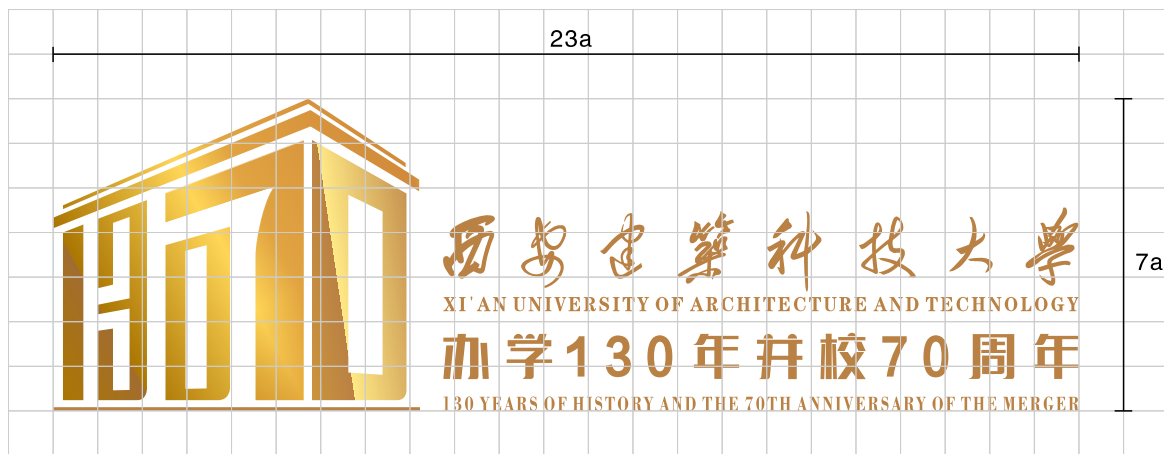 23a
7a
西安建筑科技大学
XI'AN UNIVERSITY OF ARCHITECTURE AND TECHNOLOGY
办学130年并校70周年
130 YEARS OF HISTORY AND THE 70TH ANNIVERSARY OF THE MERGER